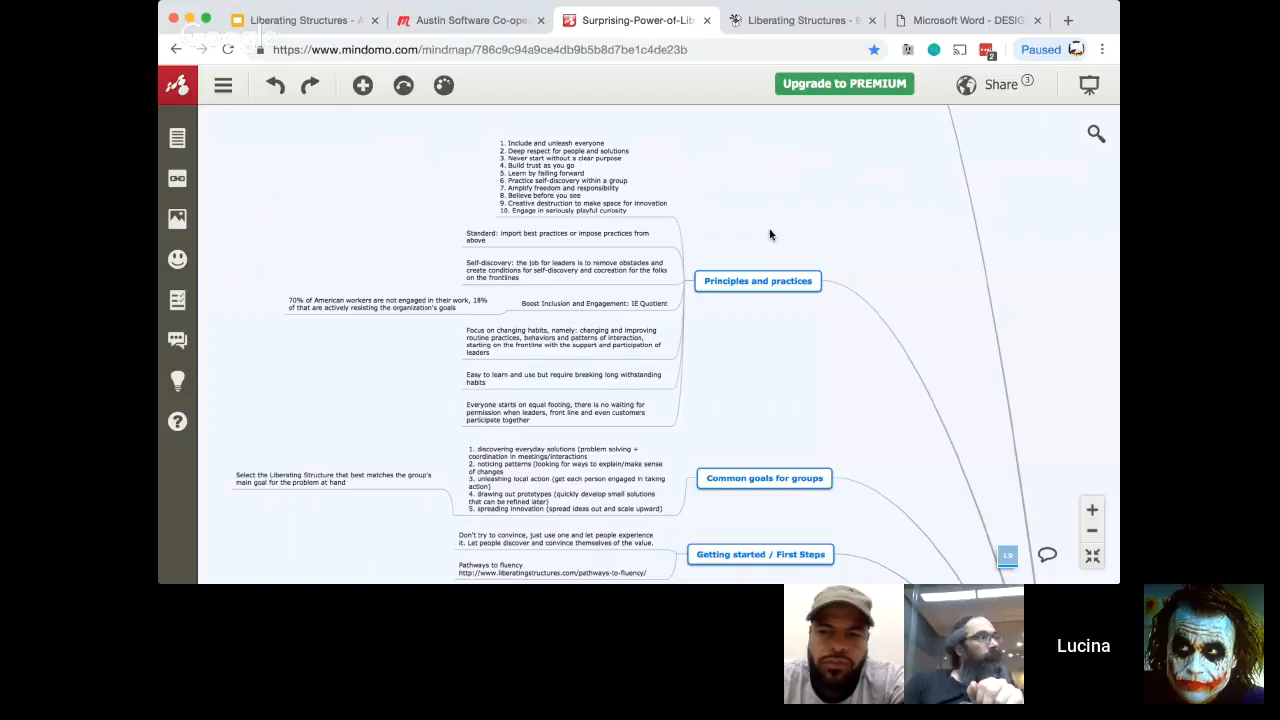 Liberating Structures - A
Austin Software Co-ope
Surprising-Power-of-Lib
Liberating Structures - E
Microsoft Word - DESIG
Google
https://www.mindomo.com/mindmap/786c9c94a9ce4db9b5b8d7be1c4de23b
2
Paused
Upgrade to PREMIUM
Share 3
1. Include and unleash everyone
2. Deep respect for people and solutions
3. Never start without a clear purpose
4. Build trust as you go
5. Learn by failing forward
6. Practice self-discovery within a group
7. Amplify freedom and responsibility
8. Believe before you see
9. Creative destruction to make space for innovation
10. Engage in seriously playful curiosity
Standard: import best practices or impose practices from
above
Self-discovery: the job for leaders is to remove obstacles and
create conditions for self-discovery and cocreation for the folks
on the frontlines
Principles and practices
70% of American workers are not engaged in their work, 18%
of that are actively resisting the organization's goals
Boost Inclusion and Engagement: IE Quotient
Focus on changing habits, namely: changing and improving
routine practices, behaviors and patterns of interaction,
starting on the frontline with the support and participation of
leaders
Easy to learn and use but require breaking long withstanding
habits
Everyone starts on equal footing, there is no waiting for
permission when leaders, front line and even customers
participate together
1. discovering everyday solutions (problem solving +
coordination in meetings/interactions
2. noticing patterns (looking for ways to explain/make sense
of changes
3. unleashing local action (get each person engaged in taking
action)
4. drawing out prototypes (quickly develop small solutions
that can be refined later)
5. spreading innovation (spread ideas out and scale upward)
Select the Liberating Structure that best matches the group's
main goal for the problem at hand
Common goals for groups
Don't try to convince, just use one and let people experience
it. Let people discover and convince themselves of the value.
Getting started / First Steps
Pathways to fluency
http://www.liberatingstructures.com/pathways-to-fluency/
L9
Lucina